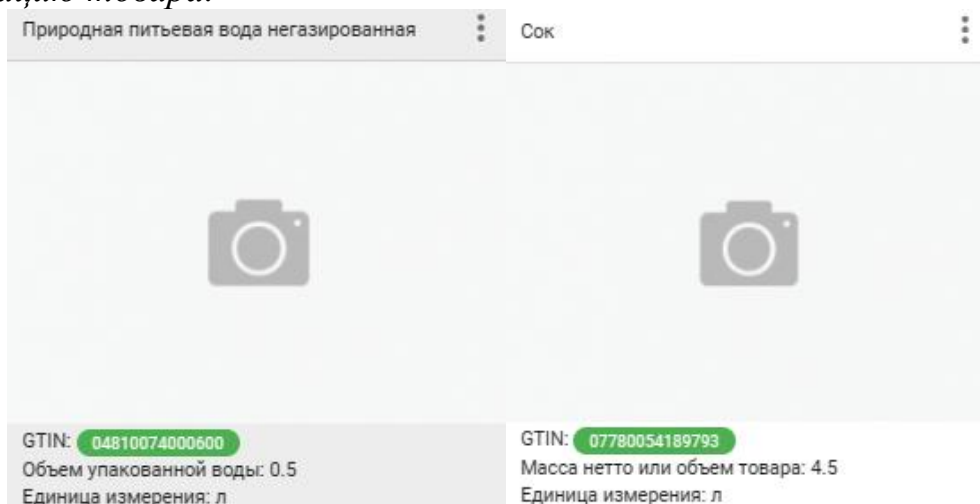 Природная питьевая вода негазированная
Сок
GTIN: 04810074000600
Объем упакованной воды: 0.5
Единица измерения: л
GTIN: 07780054189793
Масса нетто или объем товара: 4.5
Единица измерения: л